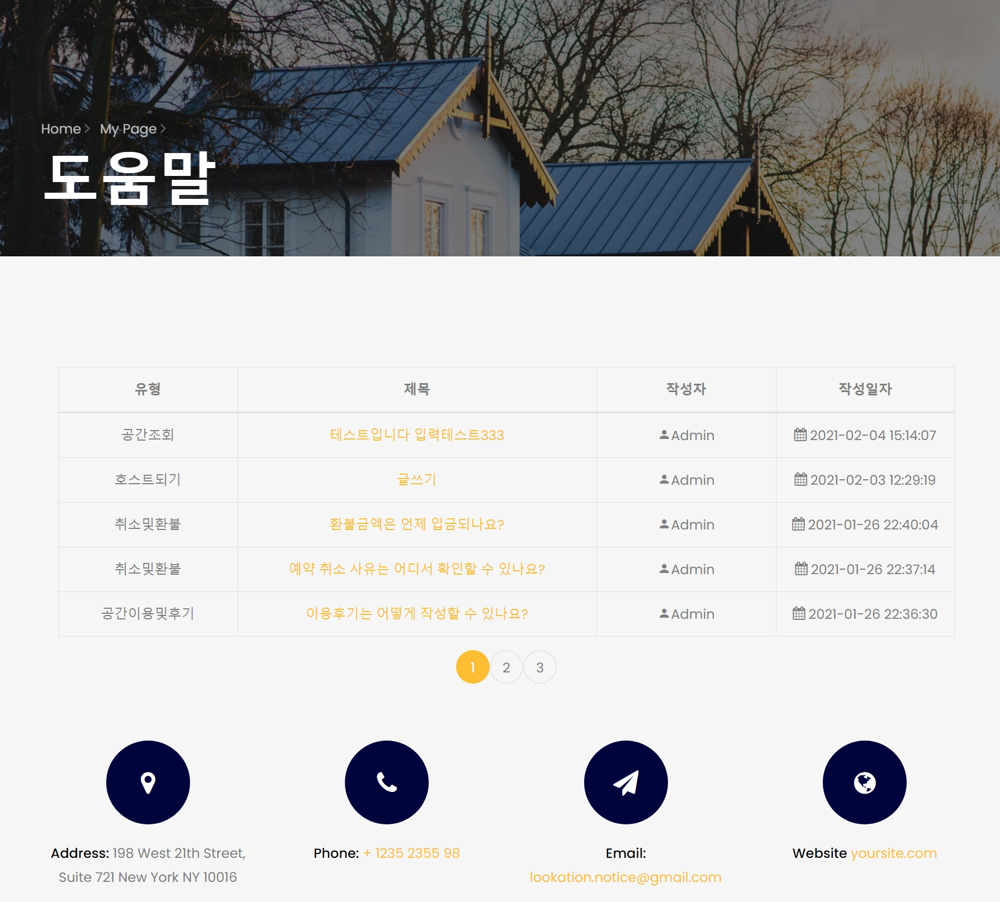 Home My Page
도움말
유형 제목 작성자 작성일자
공간조회 테스트입니다 입력테스트333 Admin 2021-02-04 15:14:07
호스트되기 글쓰기 Admin 2021-02-03 12:29:19
취소및환불 환불금액은 언제 입금되나요? Admin 2021-01-26 22:40:04
취소및환불 예약 취소 사유는 어디서 확인할 수 있나요? Admin 2021-01-26 22:37:14
공간이용및후기 이용후기는 어떻게 작성할 수 있나요? Admin 2021-01-26 22:36:30
1 2 3
Address: 198 West 21th Street,
Suite 721 New York NY 10016
Phone: + 1235 2355 98
Email:
lookation.notice@gmail.com
Website yoursite.com